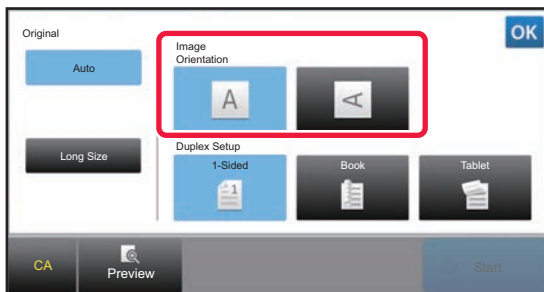 Original
Auto
Long Size
Image
Orientation
A
A
Duplex Setup
1-Sided
1
Book
Tablet
OK
CA
Preview
Start